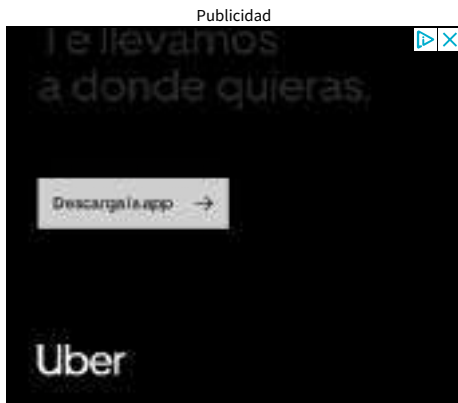 Publicidad
Te llevamos
a donde quieras.
Descarga la app
Uber